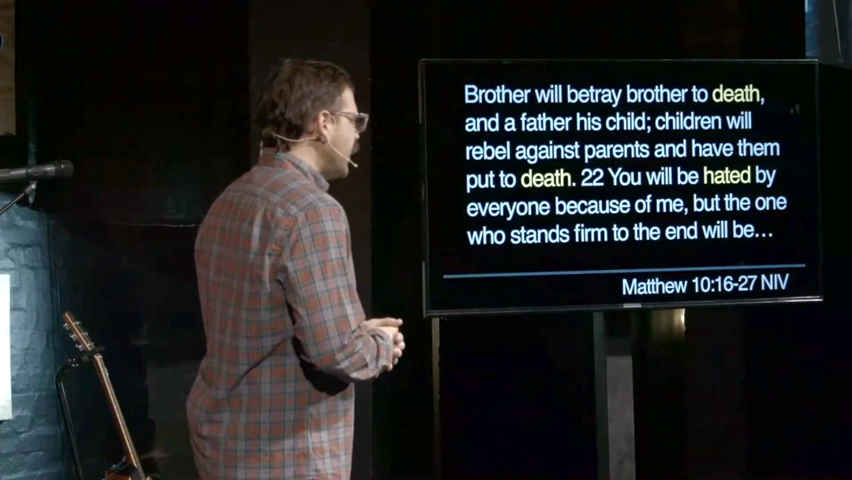 Brother will betray brother to death,
and a father his child; children will
rebel against parents and have them
put to death. 22 You will be hated by
everyone because of me, but the one
who stands firm to the end will be...
Matthew 10:16-27 NIV